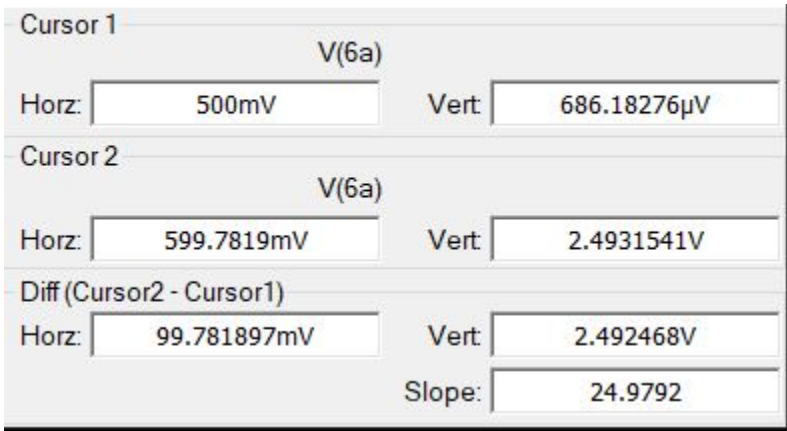 Cursor 1
V(6a)
Horz: 500mV Vert: 686.18276µV
Cursor 2
V(6a)
Horz: 599.7819mV Vert: 2.4931541V
Diff (Cursor2 - Cursor1)
Horz: 99.781897mV Vert: 2.492468V
Slope: 24.9792